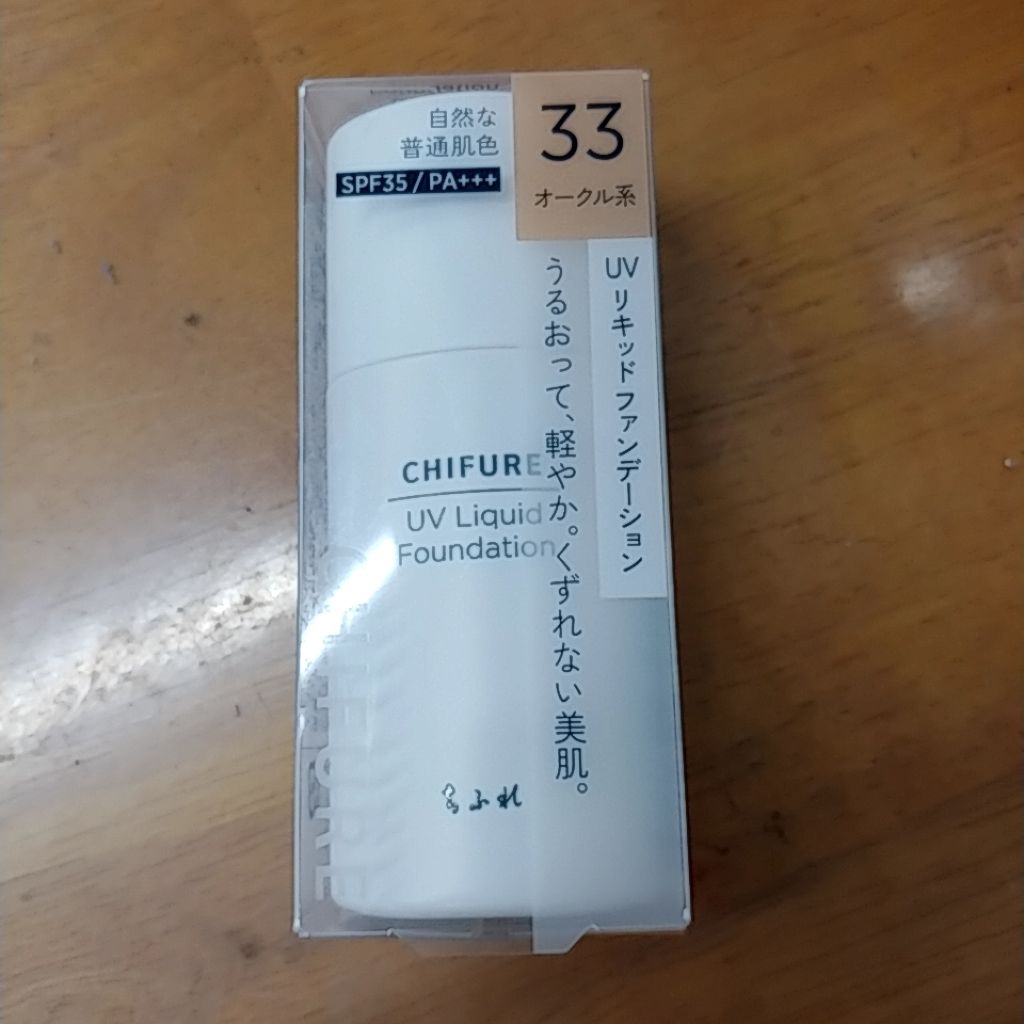 自然な
普通肌色
SPF35/PA+++
33
オークル系
UV リキッドファンデーション
うるおって、軽やか。くずれない美肌。
CHIFURE
UV Liquid
Foundation
ちふれ
CHIFURE